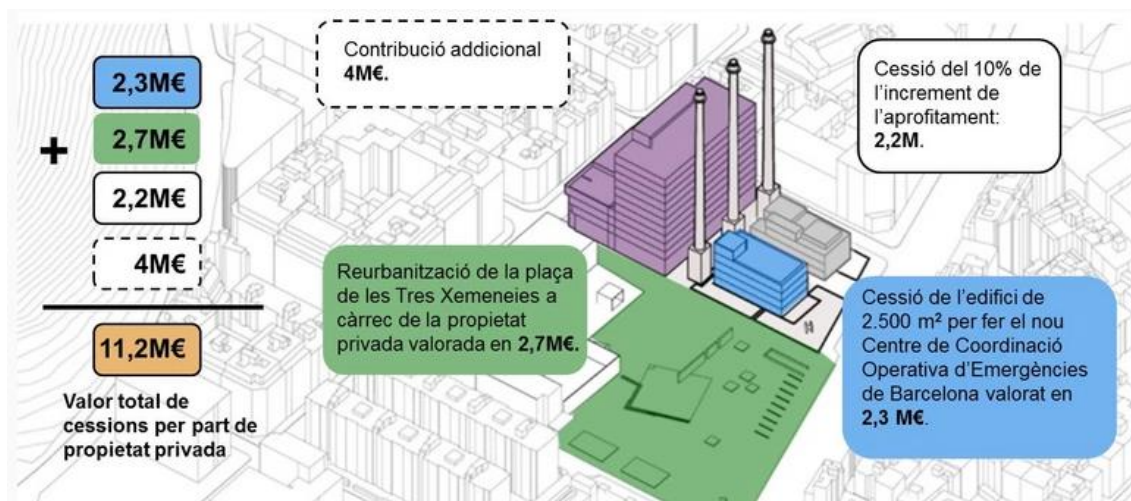 2,3M€
+
2,7M€
2,2M€
4M€
11,2M€
Valor total de
cessions per part de
propietat privada
Contribució addicional
4M€.
Cessió del 10% de
l’increment de
l’aprofitament:
2,2M.
Reurbanització de la plaça
de les Tres Xemeneies a
càrrec de la propietat
privada valorada en 2,7M€.
Cessió de l’edifici de
2.500 m² per fer el nou
Centre de Coordinació
Operativa d’Emergències
de Barcelona valorat en
2,3 M€.